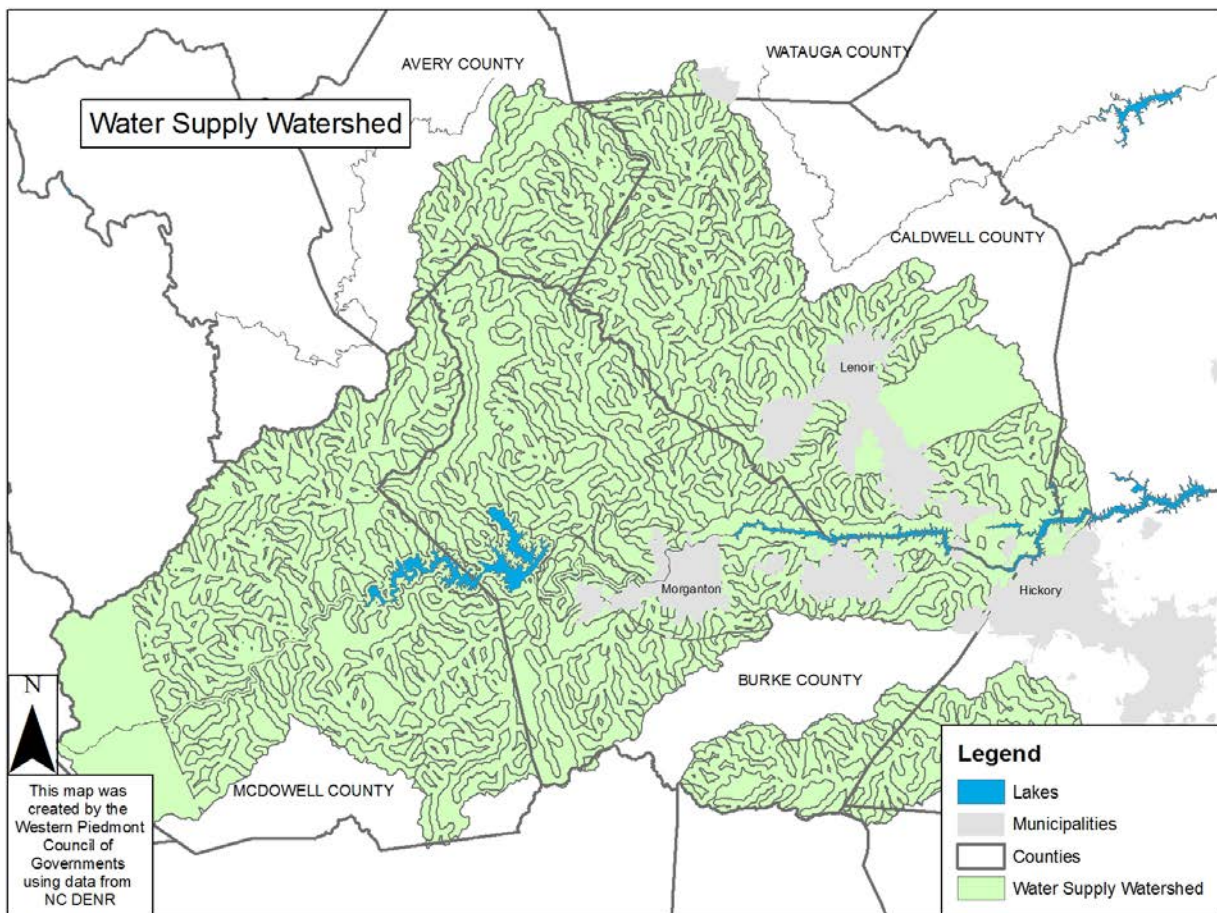 WATAUGA COUNTY
AVERY COUNTY
Water Supply Watershed
CALDWELL COUNTY
Lenoir
Morganton
Hickory
BURKE COUNTY
MCDOWELL COUNTY
N
This map was
created by the
Western Piedmont
Council of
Governments
using data from
NC DENR
Legend
Lakes
Municipalities
Counties
Water Supply Watershed